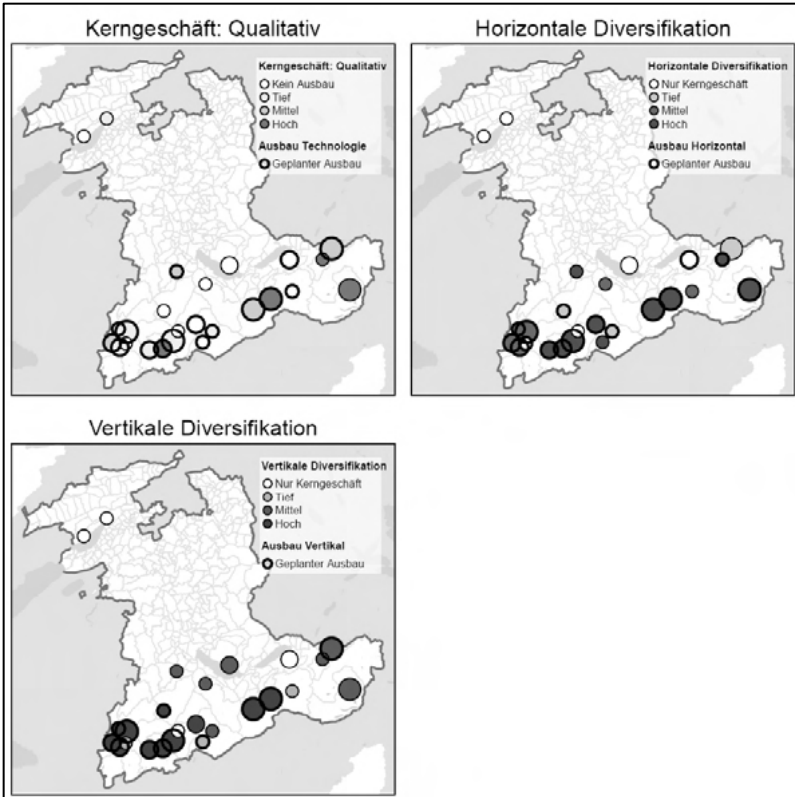 Kerngeschäft: Qualitativ
Kerngeschäft: Qualitativ
Kein Ausbau
Tief
Mittel
Hoch
Ausbau Technologie
Geplanter Ausbau
Horizontale Diversifikation
Horizontale Diversifikation
Nur Kerngeschäft
Tief
Mittel
Hoch
Ausbau Horizontal
Geplanter Ausbau
Vertikale Diversifikation
Vertikale Diversifikation
Nur Kerngeschäft
Tief
Mittel
Hoch
Ausbau Vertikal
Geplanter Ausbau